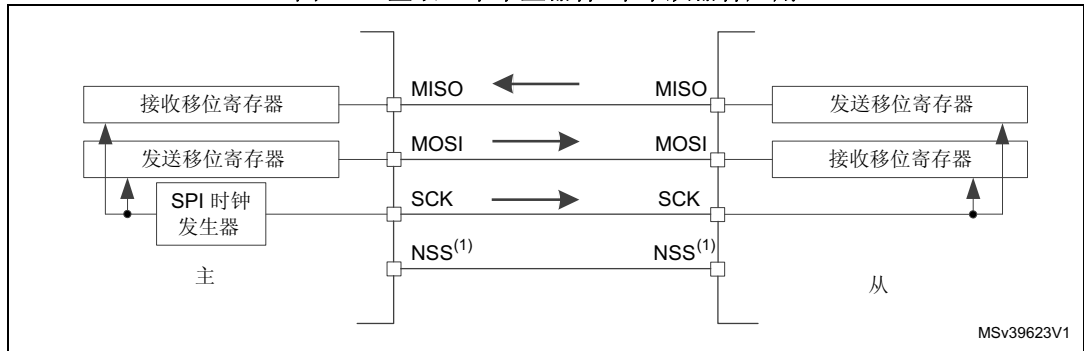 MISO MISO
接收移位寄存器 发送移位寄存器
MOSI MOSI
发送移位寄存器 接收移位寄存器
SPI 时钟
发生器
SCK SCK
NSS(1) NSS(1)
主 从
MSv39623V1